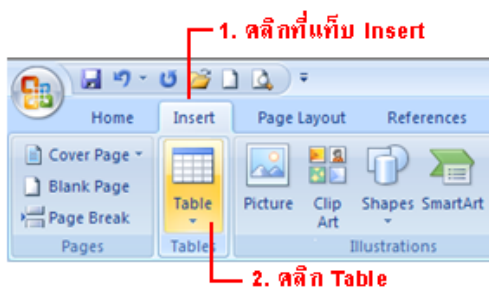 1. คลิกที่แท็บ Insert
Home Insert Page Layout References
Cover Page
Blank Page
Page Break
Table
Picture Clip Art Shapes SmartArt
Pages Tables Illustrations
2. คลิก Table